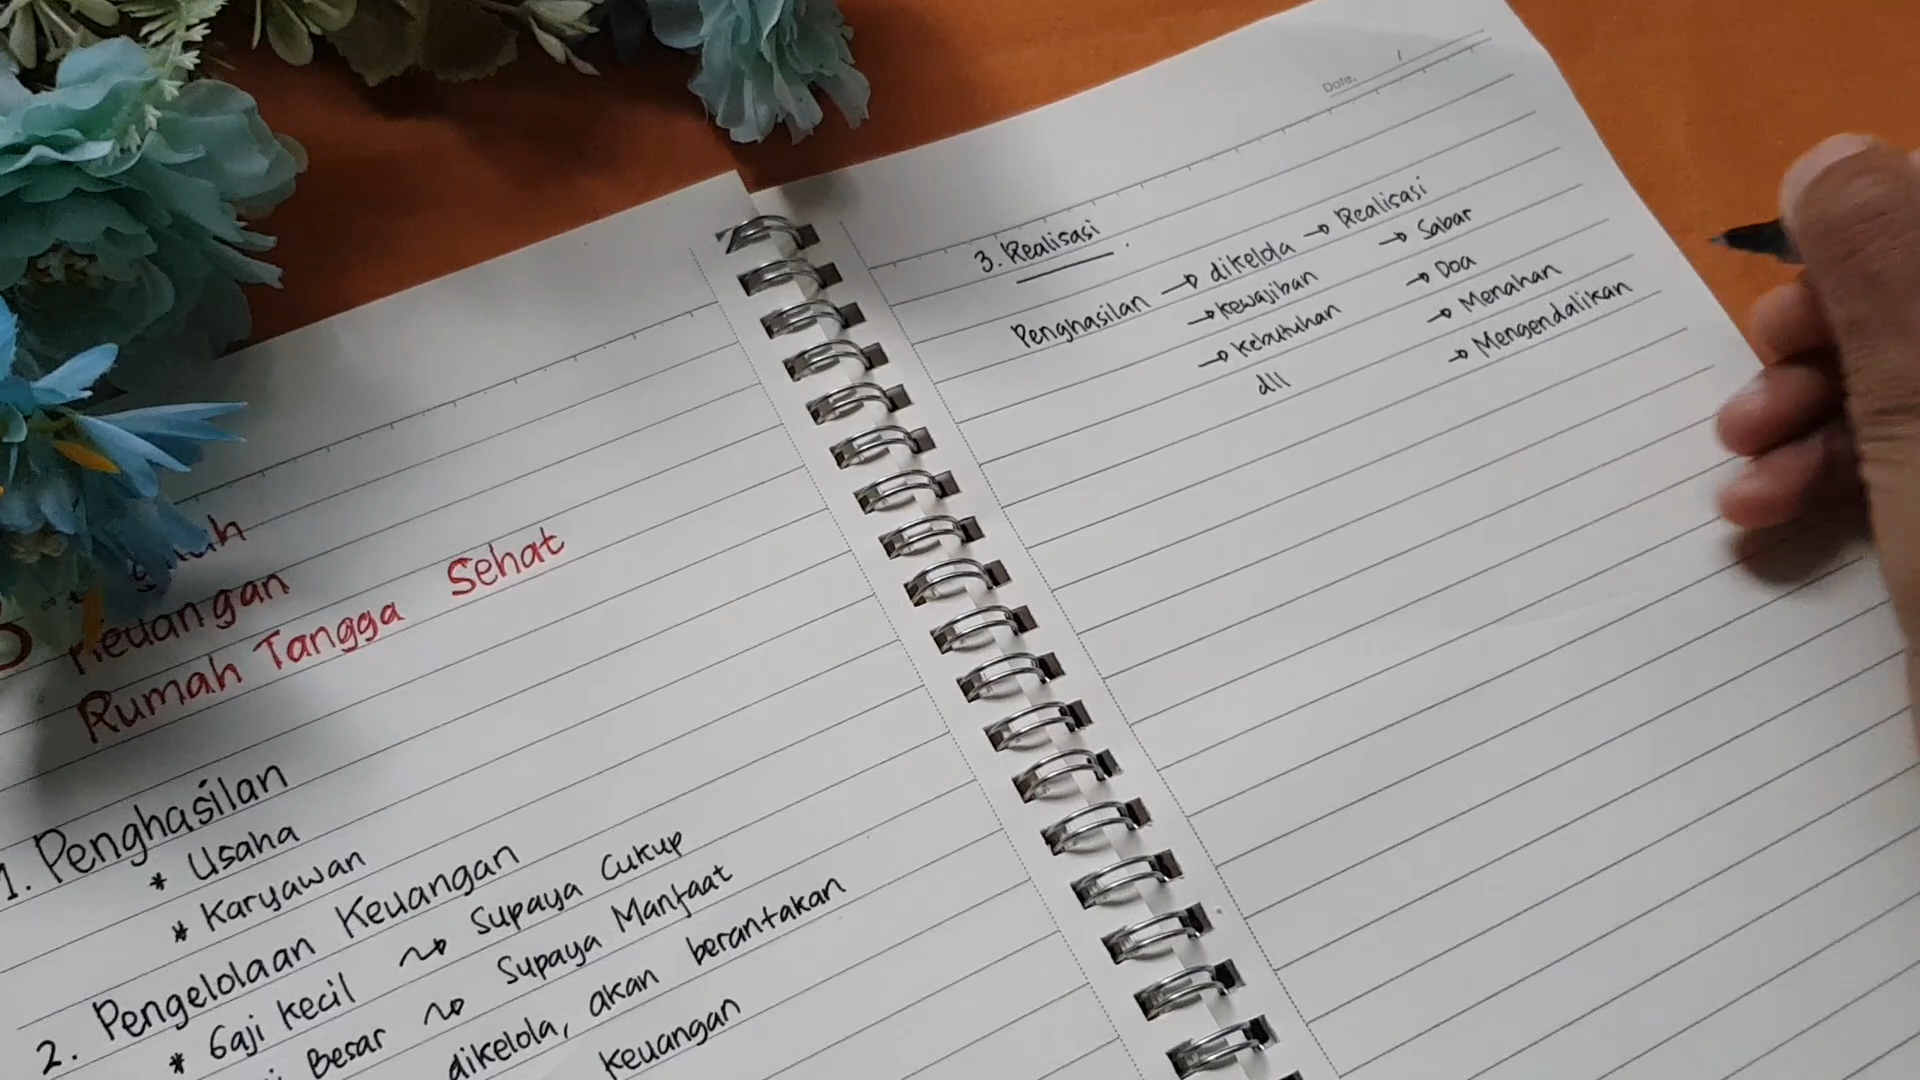 Keuangan
Rumah Tangga Sehat
1. Penghasilan
* Usaha
* Karyawan
2. Pengelolaan Keuangan
* Gaji kecil ~> Supaya Cukup
Besar ~> Supaya Manfaat
dikelola, akan berantakan
keuangan
Date. /
3. Realisasi
Penghasilan → dikelola → Realisasi
→ kewajiban → Sabar
→ kebutuhan → Doa
dll → Menahan
→ Mengendalikan